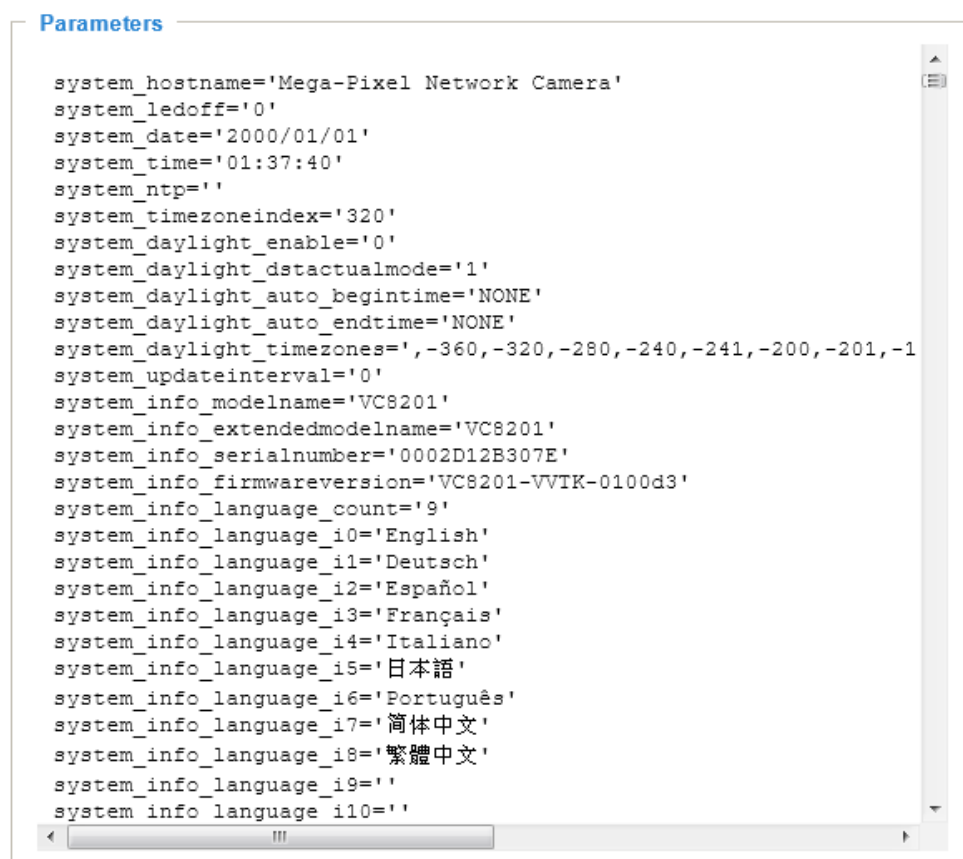 Parameters
system_hostname='Mega-Pixel Network Camera'
system_ledoff='0'
system_date='2000/01/01'
system_time='01:37:40'
system_ntp=''
system_timezoneindex='320'
system_daylight_enable='0'
system_daylight_dstactualmode='1'
system_daylight_auto_begintime='NONE'
system_daylight_auto_endtime='NONE'
system_daylight_timezones=',-360,-320,-280,-240,-241,-200,-201,-1
system_updateinterval='0'
system_info_modelname='VC8201'
system_info_extendedmodelname='VC8201'
system_info_serialnumber='0002D12B307E'
system_info_firmwareversion='VC8201-VVTK-0100d3'
system_info_language_count='9'
system_info_language_i0='English'
system_info_language_i1='Deutsch'
system_info_language_i2='Español'
system_info_language_i3='Français'
system_info_language_i4='Italiano'
system_info_language_i5='日本語'
system_info_language_i6='Português'
system_info_language_i7='简体中文'
system_info_language_i8='繁體中文'
system_info_language_i9=''
system_info_language_i10=''